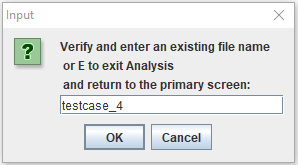 Input
Verify and enter an existing file name
or E to exit Analysis
and return to the primary screen:
testcase_4
OK Cancel